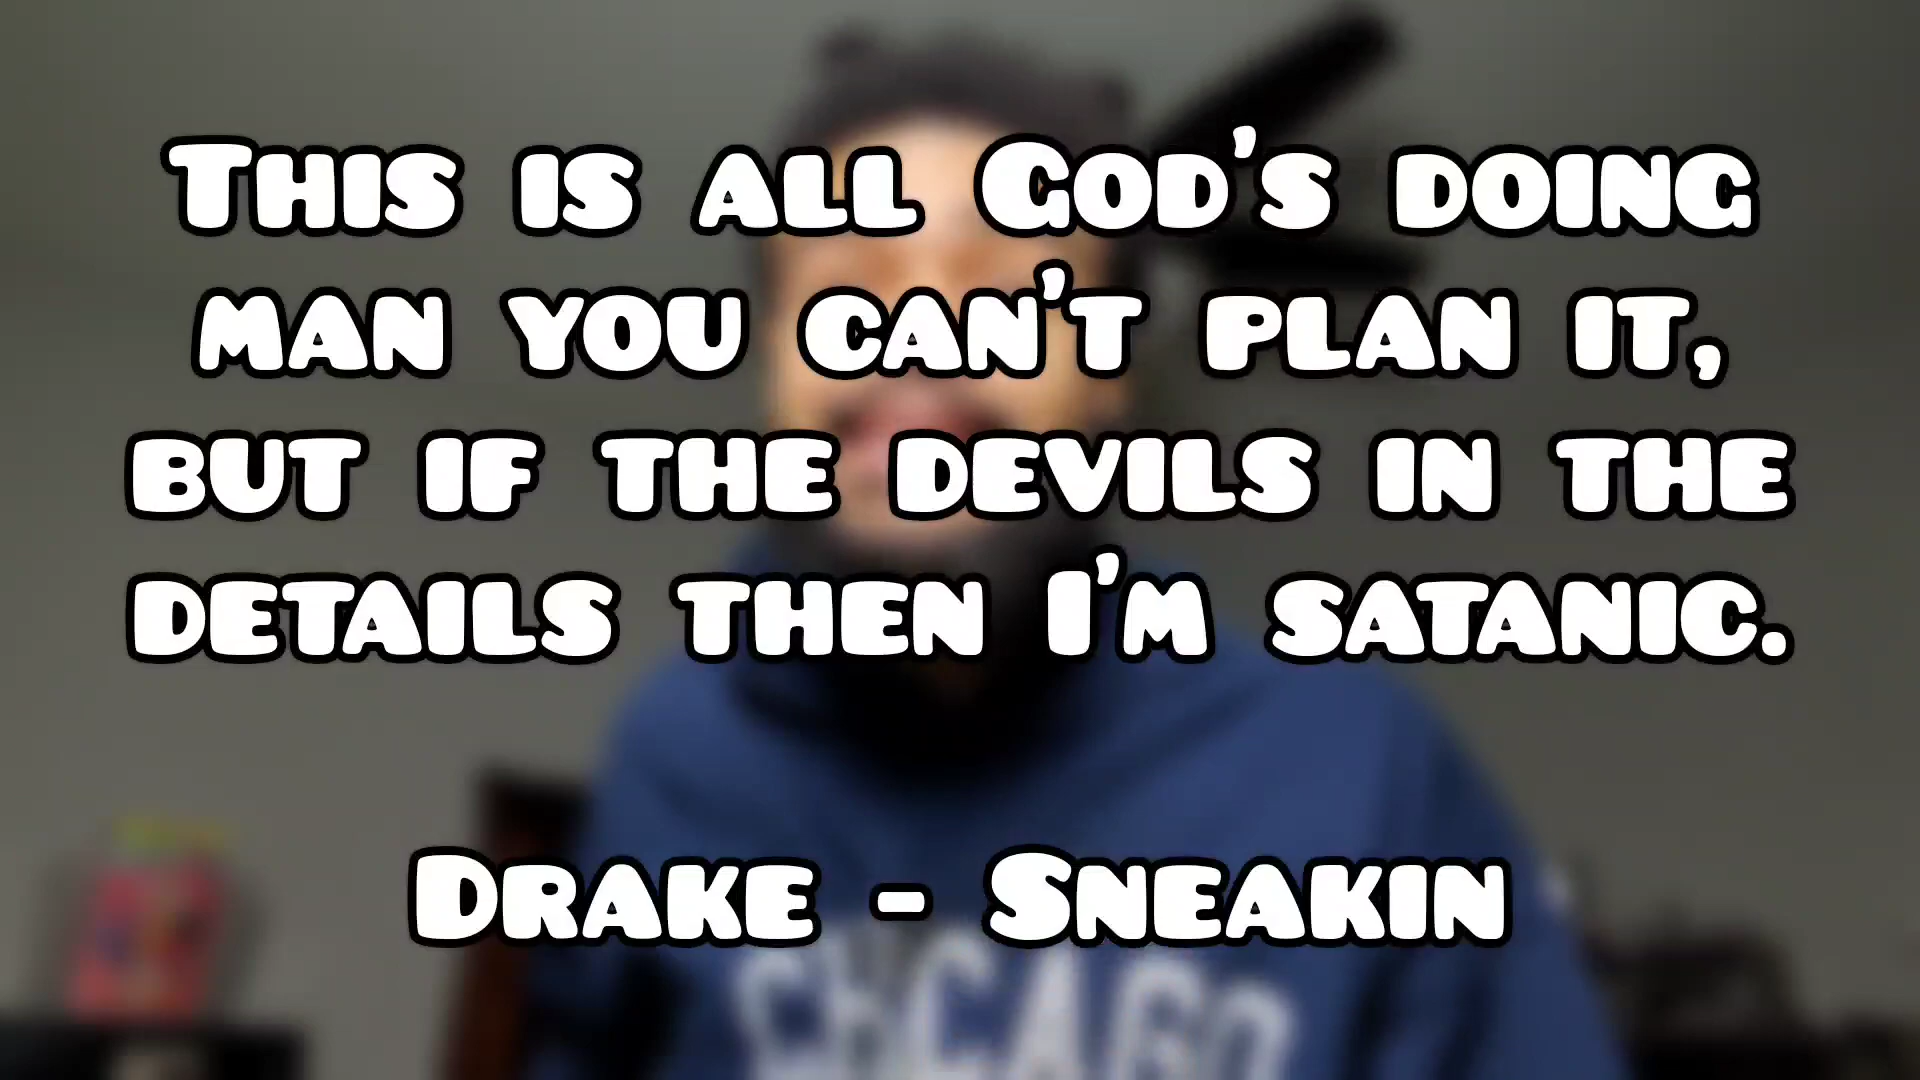 This is all God's doing
man you can't plan it,
but if the devils in the
details then I'm satanic.
Drake - Sneakin
CHICAGO